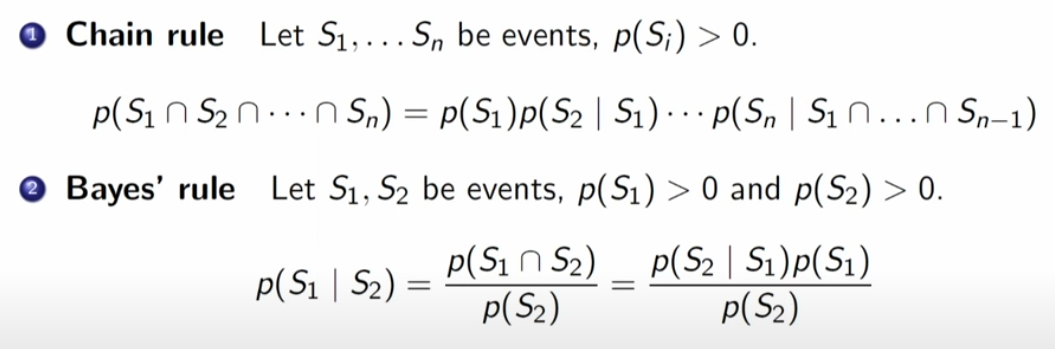 1 Chain rule Let S₁, . . . Sₙ be events, p(Sᵢ) > 0.
p(S₁ ∩ S₂ ∩ ⋯ ∩ Sₙ) = p(S₁)p(S₂ | S₁) ⋯ p(Sₙ | S₁ ∩ . . . ∩ Sₙ₋₁)
2 Bayes’ rule Let S₁, S₂ be events, p(S₁) > 0 and p(S₂) > 0.
p(S₁ | S₂) = p(S₁ ∩ S₂) / p(S₂) = p(S₂ | S₁)p(S₁) / p(S₂)